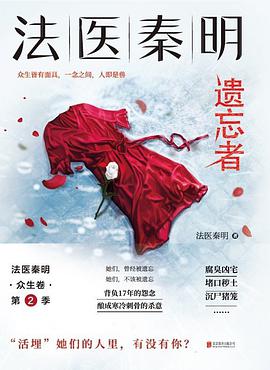 法医秦明
众生皆有面具，一念之间，人即是兽
遗忘者
法医秦明 著
法医秦明
·众生卷·
第2季
她们，曾经被遗忘
她们，不该被遗忘
背负17年的怨念
酿成寒冷刺骨的杀意
腐臭凶宅
堵口秽土
沉尸猪笼
……
“活埋”她们的人里，有没有你？